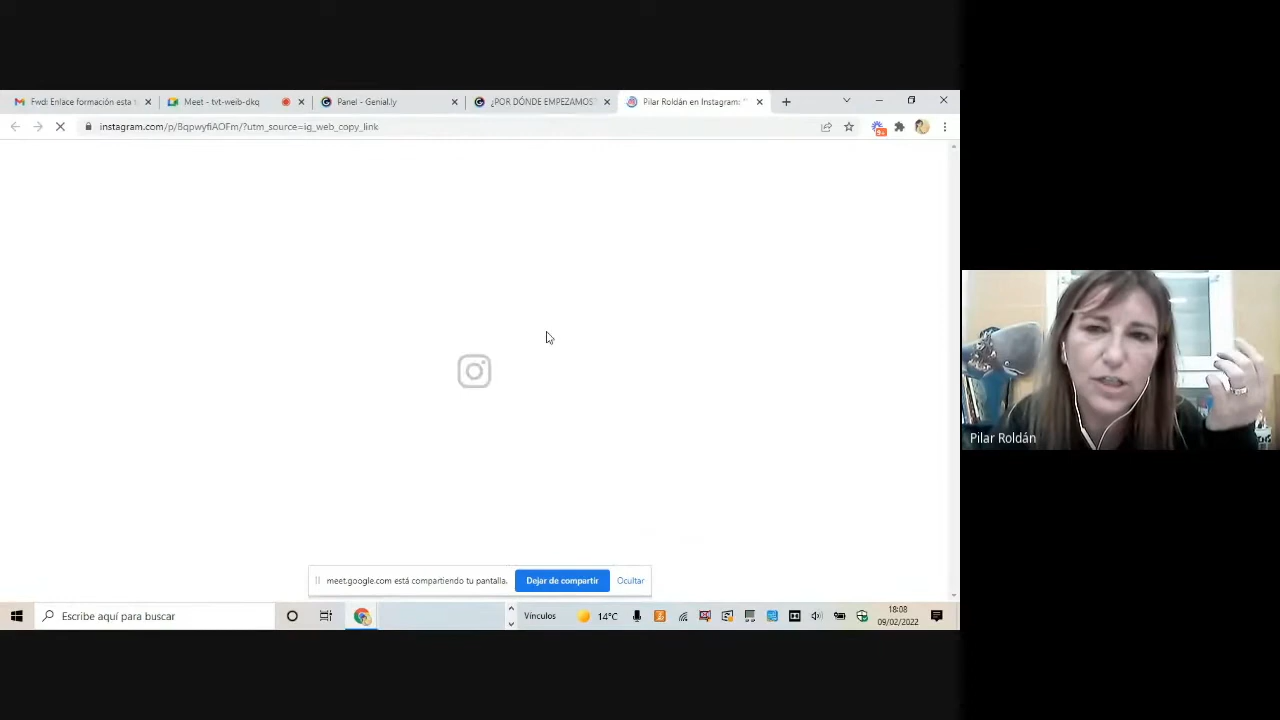 Fwd: Enlace formación esta t
Meet - tvt-weib-dkq
Panel - Genial.ly
¿POR DÓNDE EMPEZAMOS?
Pilar Roldán en Instagram: "
instagram.com/p/BqpwyfiAOFm/?utm_source=ig_web_copy_link
Pilar Roldán
meet.google.com está compartiendo tu pantalla.
Dejar de compartir
Ocultar
Escribe aquí para buscar
Vínculos
14°C
18:08
09/02/2022